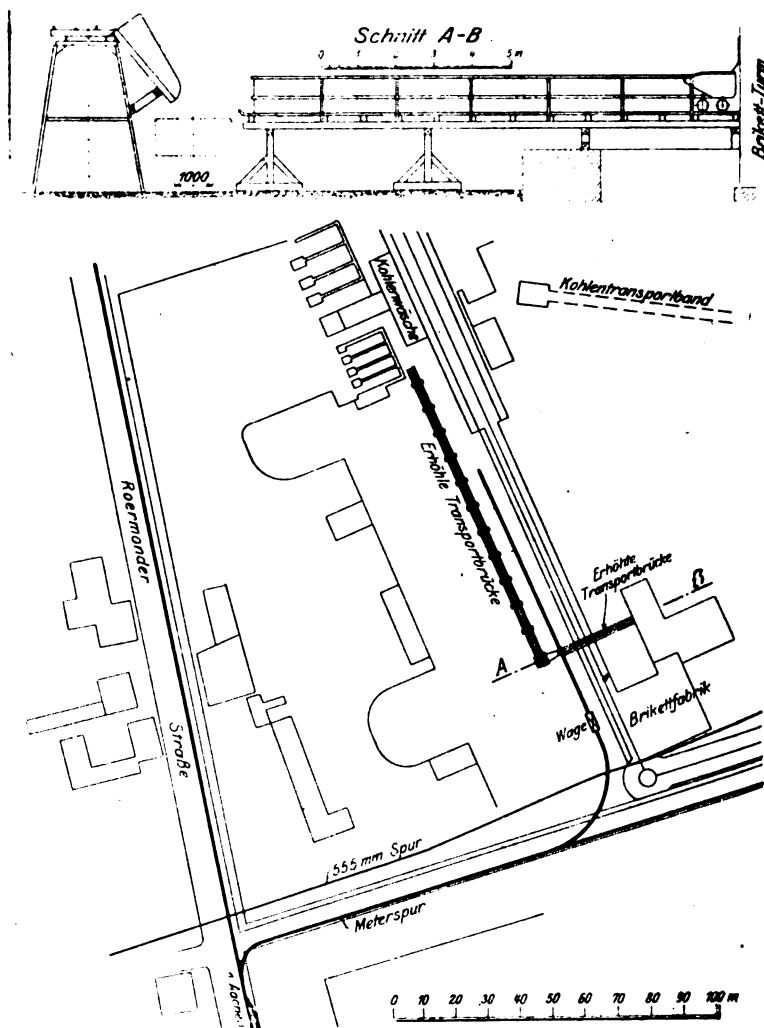 Schnitt A-B
0 1 2 3 4 5 m
Brikett-Turm
1000
Kohlenwäsche
Kohlentransportband
Roermonder
Straße
Erhöhte Transportbrücke
Erhöhte
Transportbrücke
A
B
Brikettfabrik
Wage
555 mm Spur
Meterspur
0 10 20 30 40 50 60 70 80 90 100 m